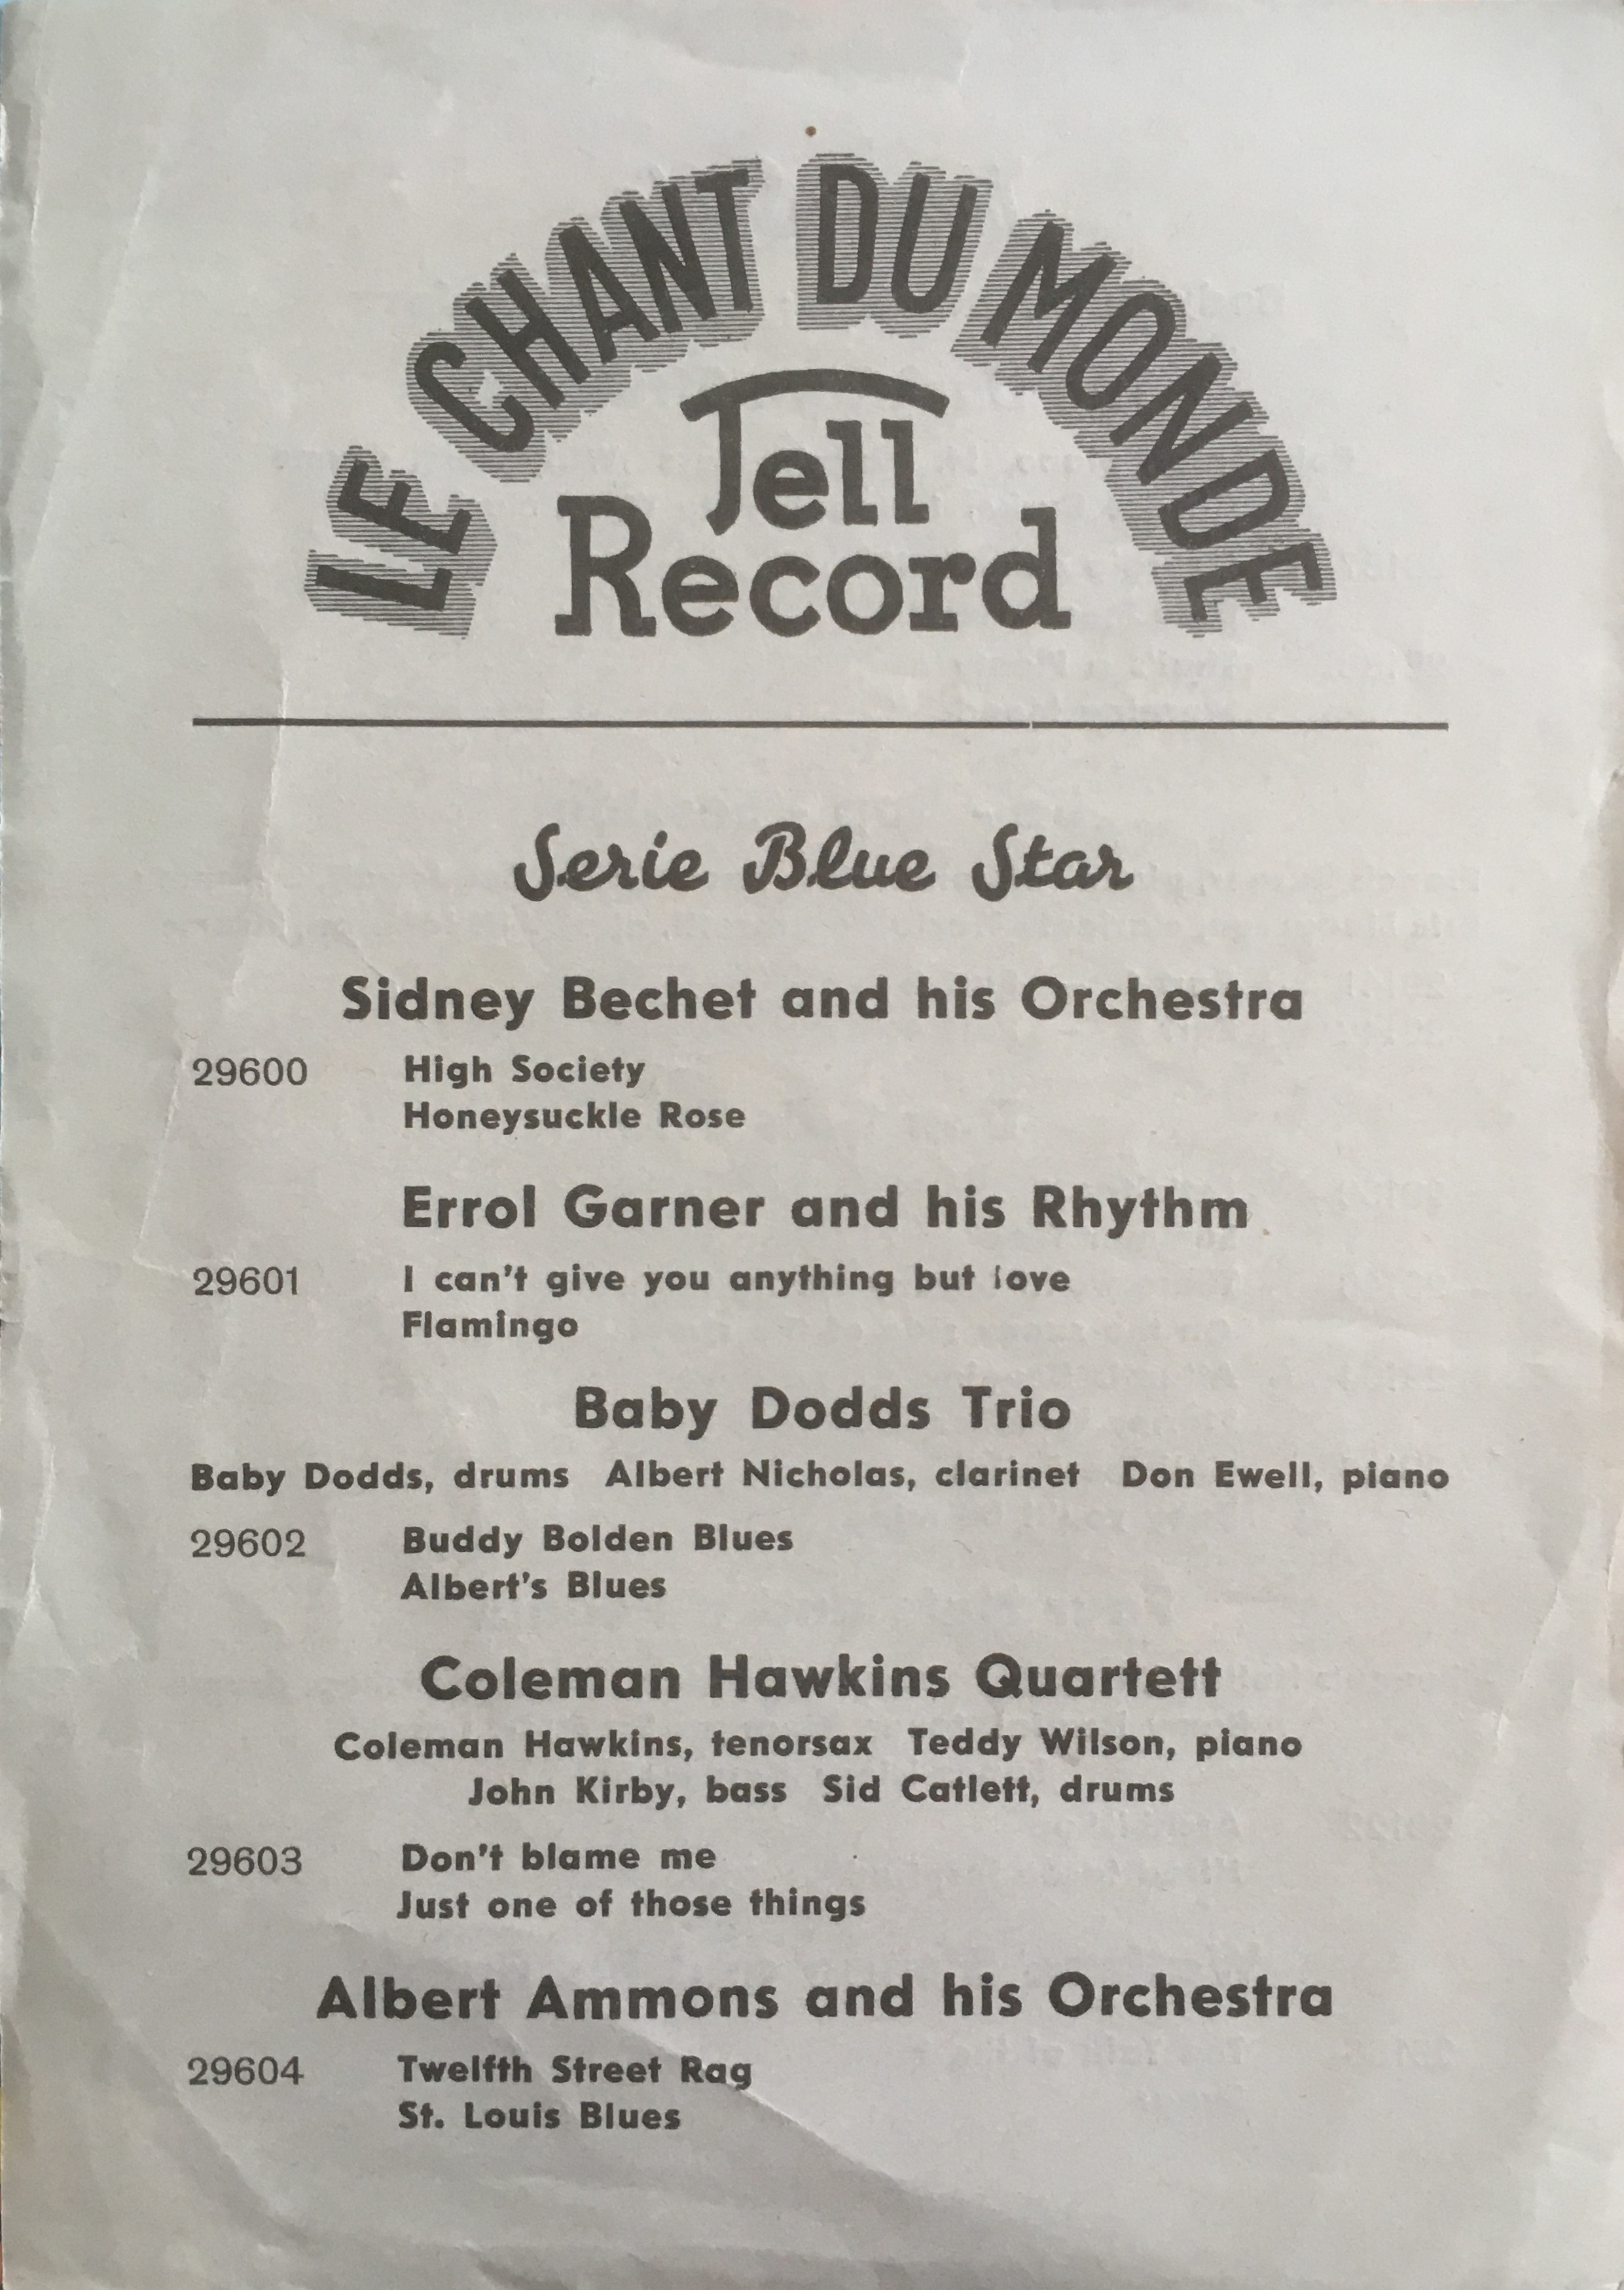 LE CHANT DU MONDE
Tell
Record
Serie Blue Star
Sidney Bechet and his Orchestra
29600 High Society
Honeysuckle Rose
Errol Garner and his Rhythm
29601 I can't give you anything but love
Flamingo
Baby Dodds Trio
Baby Dodds, drums Albert Nicholas, clarinet Don Ewell, piano
29602 Buddy Bolden Blues
Albert's Blues
Coleman Hawkins Quartett
Coleman Hawkins, tenorsax Teddy Wilson, piano
John Kirby, bass Sid Catlett, drums
29603 Don't blame me
Just one of those things
Albert Ammons and his Orchestra
29604 Twelfth Street Rag
St. Louis Blues